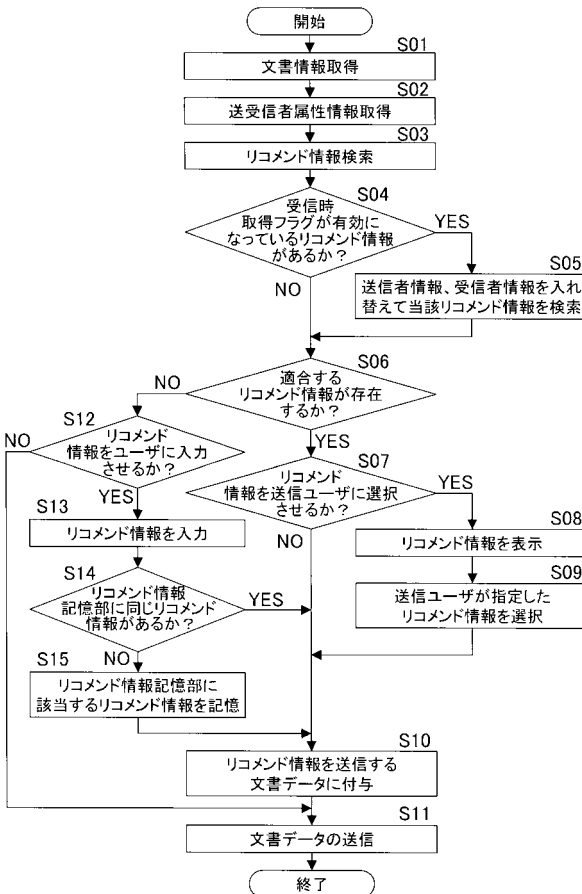 開始
S01
文書情報取得
S02
送受信者属性情報取得
S03
リコメンド情報検索
S04
受信時
取得フラグが有効に
なっているリコメンド情報
があるか?
YES
NO
S05
送信者情報、受信者情報を入れ
替えて当該リコメンド情報を検索
S06
適合する
リコメンド情報が存在
するか?
NO
YES
S12
リコメンド
情報をユーザに入力
させるか?
NO
YES
S07
リコメンド
情報を送信ユーザに選択
させるか?
YES
NO
S13
リコメンド情報を入力
S08
リコメンド情報を表示
S09
送信ユーザが指定した
リコメンド情報を選択
S14
リコメンド情報
記憶部に同じリコメンド
情報があるか?
YES
NO
S15
リコメンド情報記憶部に
該当するリコメンド情報を記憶
S10
リコメンド情報を送信する
文書データに付与
S11
文書データの送信
終了